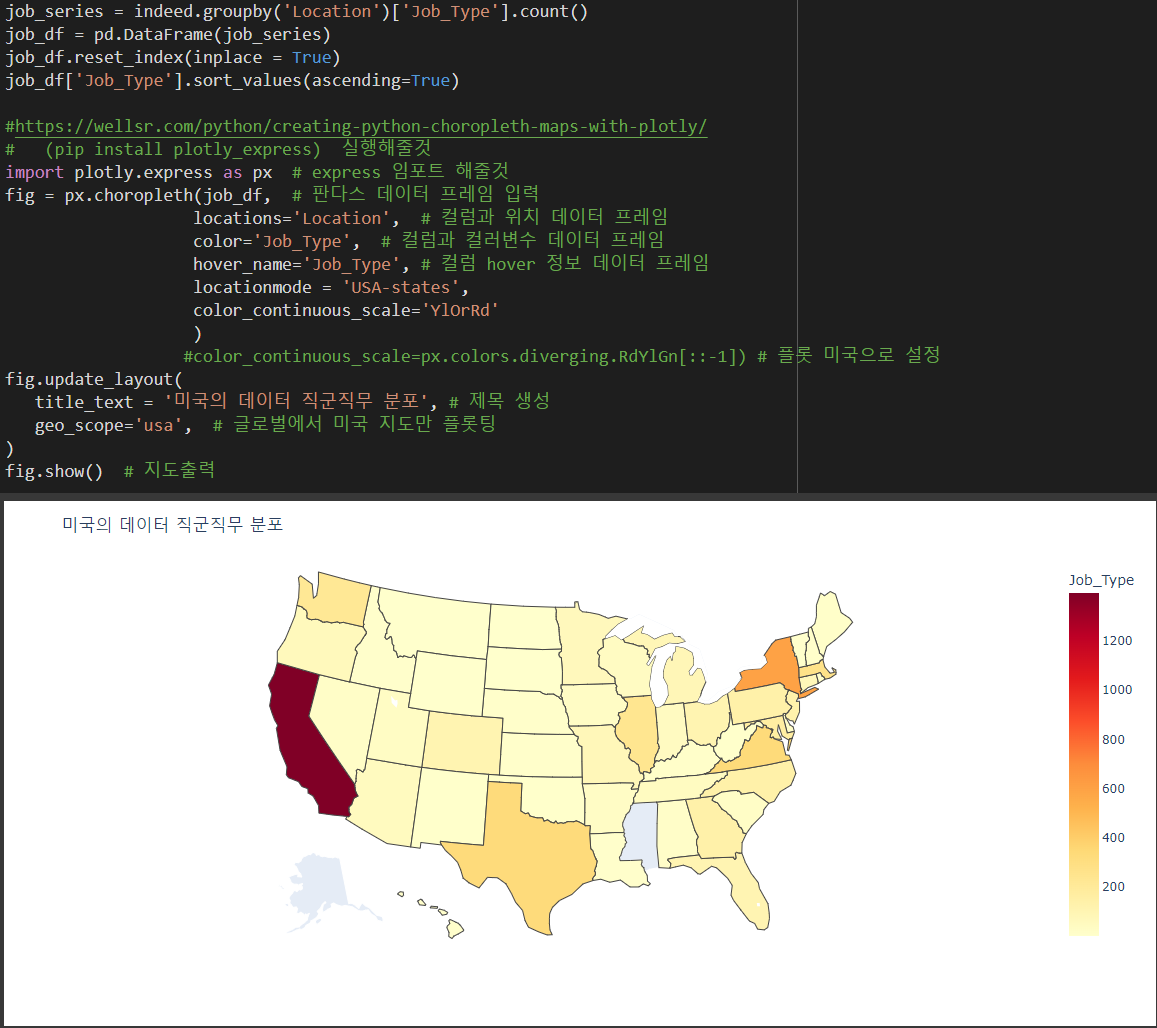 job_series = indeed.groupby('Location')['Job_Type'].count()
job_df = pd.DataFrame(job_series)
job_df.reset_index(inplace = True)
job_df['Job_Type'].sort_values(ascending=True)
#https://wellsr.com/python/creating-python-choropleth-maps-with-plotly/
#   (pip install plotly_express)  실행해줄것
import plotly.express as px  # express 임포트 해줄것
fig = px.choropleth(job_df,  # 판다스 데이터 프레임 입력
                   locations='Location',  # 컬럼과 위치 데이터 프레임
                   color='Job_Type',  # 컬럼과 컬러변수 데이터 프레임
                   hover_name='Job_Type', # 컬럼 hover 정보 데이터 프레임
                   locationmode = 'USA-states',
                   color_continuous_scale='YlOrRd'
                   )
                  #color_continuous_scale=px.colors.diverging.RdYlGn[::-1]) # 플롯 미국으로 설정
fig.update_layout(
   title_text = '미국의 데이터 직군직무 분포', # 제목 생성
   geo_scope='usa',  # 글로벌에서 미국 지도만 플롯팅
)
fig.show()  # 지도출력
미국의 데이터 직군직무 분포
Job_Type
1200
1000
800
600
400
200